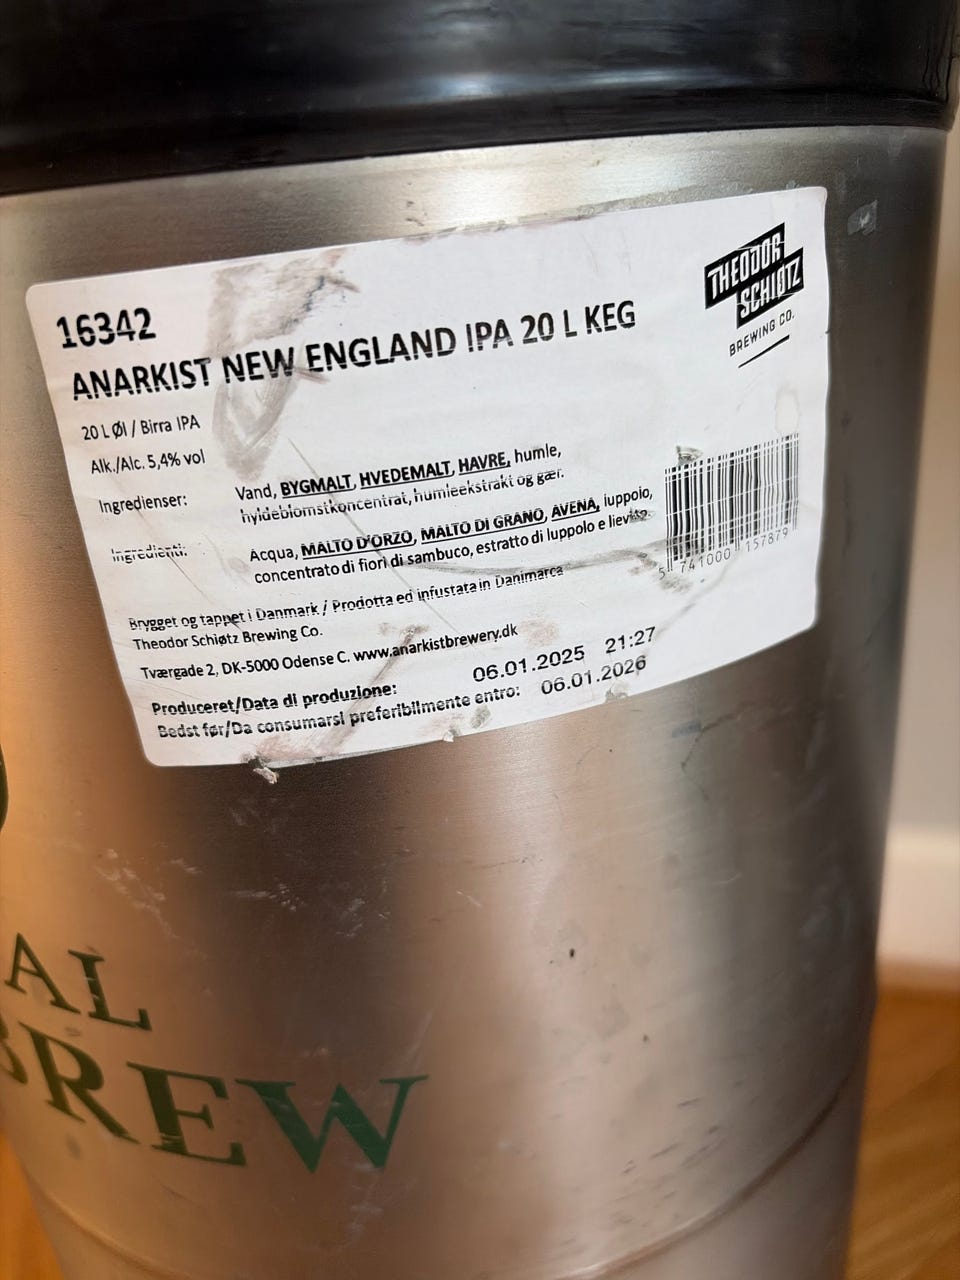 THEODOR
SCHIØTZ
BREWING CO.
16342
ANARKIST NEW ENGLAND IPA 20 L KEG
20 L Øl / Birra IPA
Alk./Alc. 5,4% vol
Ingredienser: Vand, BYGMALT, HVEDEMALT, HAVRE, humle,
hyldeblomstkoncentrat, humleekstrakt og gær.
Ingredienti: Acqua, MALTO D'ORZO, MALTO DI GRANO, AVENA, luppolo,
concentrato di fiori di sambuco, estratto di luppolo e lievito.
5 741000 157879
Brygget og tappet i Danmark / Prodotta ed infustata in Danimarca
Theodor Schiøtz Brewing Co.
Tværgade 2, DK-5000 Odense C. www.anarkistbrewery.dk
Produceret/Data di produzione: 06.01.2025 21:27
Bedst før/Da consumarsi preferibilmente entro: 06.01.2026
AL
BREW